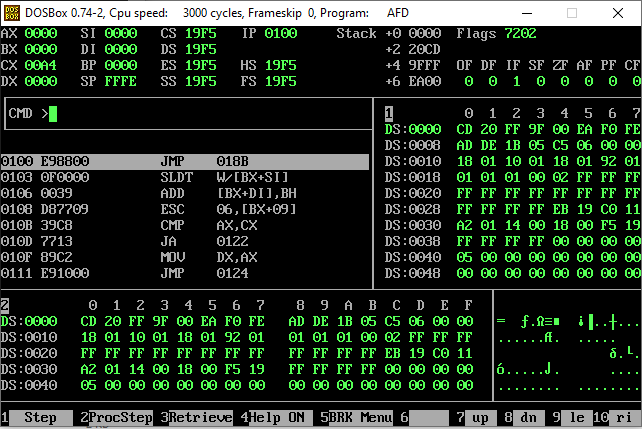 DOSBox 0.74-2, Cpu speed:    3000 cycles, Frameskip  0, Program:     AFD
AX 0000  SI 0000  CS 19F5  IP 0100  Stack +0 0000  Flags 7202
BX 0000  DI 0000  DS 19F5  +2 20CD
CX 00A4  BP 0000  ES 19F5  HS 19F5  +4 9FFF  OF DF IF SF ZF AF PF CF
DX 0000  SP FFFE  SS 19F5  FS 19F5  +6 EA00  0  0  1  0  0  0  0  0
CMD >
0100 E98800  JMP  018B
0103 0F0000  SLDT  W/[BX+SI]
0106 0039  ADD  [BX+DI],BH
0108 D87709  ESC  06,[BX+09]
010B 39C8  CMP  AX,CX
010D 7713  JA  0122
010F 89C2  MOV  DX,AX
0111 E91000  JMP  0124
1  0  1  2  3  4  5  6  7
DS:0000  CD 20 FF 9F 00 EA F0 FE
DS:0008  AD DE 1B 05 C5 06 00 00
DS:0010  18 01 10 01 18 01 92 01
DS:0018  01 01 01 00 02 FF FF FF
DS:0020  FF FF FF FF FF FF FF FF
DS:0028  FF FF FF FF EB 19 C0 11
DS:0030  A2 01 14 00 18 00 F5 19
DS:0038  FF FF FF FF 00 00 00 00
DS:0040  05 00 00 00 00 00 00 00
DS:0048  00 00 00 00 00 00 00 00
2  0  1  2  3  4  5  6  7  8  9  A  B  C  D  E  F
DS:0000  CD 20 FF 9F 00 EA F0 FE  AD DE 1B 05 C5 06 00 00
DS:0010  18 01 10 01 18 01 92 01  01 01 01 00 02 FF FF FF
DS:0020  FF FF FF FF FF FF FF FF  FF FF FF FF EB 19 C0 11
DS:0030  A2 01 14 00 18 00 F5 19  FF FF FF FF 00 00 00 00
DS:0040  05 00 00 00 00 00 00 00  00 00 00 00 00 00 00 00
═ ƒ.Ω≡■ ¡▐..┼...
......Æ. ....
δ.└.
ó.....⌡. ....
........ ........
1 Step  2 ProcStep  3 Retrieve  4 Help ON  5 BRK Menu  6  7 up  8 dn  9 le  10 ri